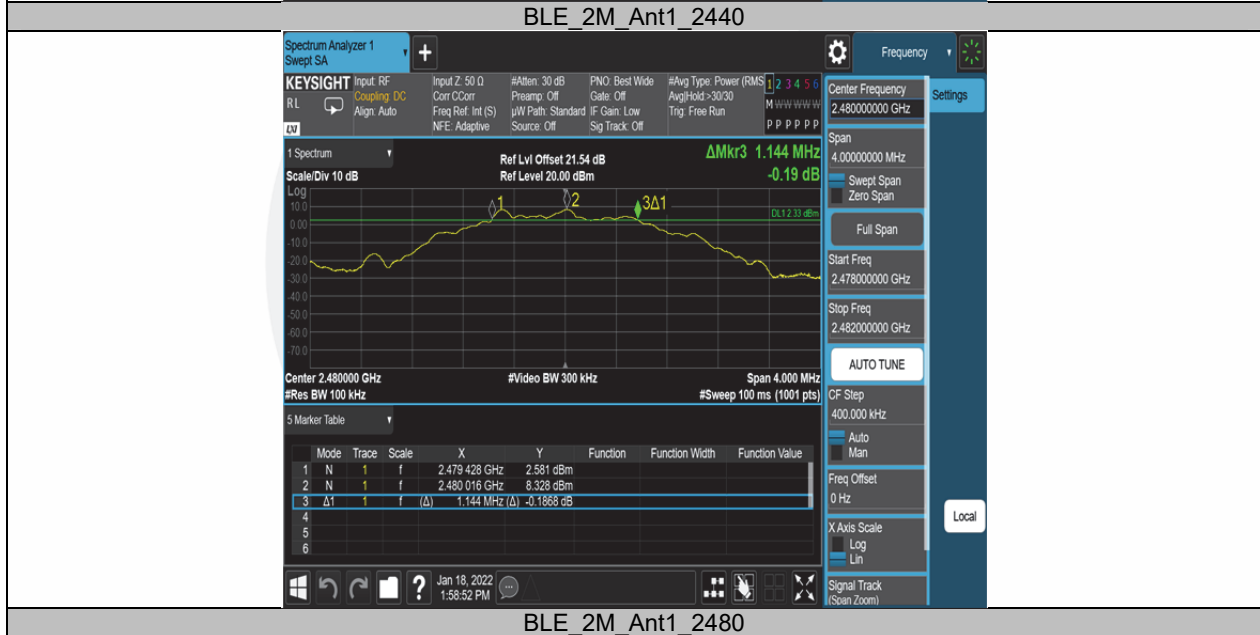 BLE_2M_Ant1_2440
Spectrum Analyzer 1
Swept SA
+
Frequency
KEYSIGHT
RL
LXI
Input: RF
Coupling: DC
Align: Auto
Input Z: 50 Ω
Corr CCorr
Freq Ref: Int (S)
NFE: Adaptive
#Atten: 30 dB
Preamp: Off
µW Path: Standard
Source: Off
PNO: Best Wide
Gate: Off
IF Gain: Low
Sig Track: Off
#Avg Type: Power (RMS
Avg|Hold:>30/30
Trig: Free Run
1 2 3 4 5 6
M W W W W W
P P P P P P
1 Spectrum
Scale/Div 10 dB
Ref Lvl Offset 21.54 dB
Ref Level 20.00 dBm
ΔMkr3 1.144 MHz
-0.19 dB
Log
10.0
0.00
-10.0
-20.0
-30.0
-40.0
-50.0
-60.0
-70.0
1
2
3Δ1
DL1 2.33 dBm
Center 2.480000 GHz
#Res BW 100 kHz
#Video BW 300 kHz
Span 4.000 MHz
#Sweep 100 ms (1001 pts)
5 Marker Table
Mode Trace Scale X Y Function Function Width Function Value
1 N 1 f 2.479 428 GHz 2.581 dBm
2 N 1 f 2.480 016 GHz 8.328 dBm
3 Δ1 1 f (Δ) 1.144 MHz (Δ) -0.1868 dB
4
5
6
?
Jan 18, 2022
1:58:52 PM
Center Frequency
2.480000000 GHz
Settings
Span
4.00000000 MHz
Swept Span
Zero Span
Full Span
Start Freq
2.478000000 GHz
Stop Freq
2.482000000 GHz
AUTO TUNE
CF Step
400.000 kHz
Auto
Man
Freq Offset
0 Hz
X Axis Scale
Log
Lin
Local
Signal Track
(Span Zoom)
BLE_2M_Ant1_2480